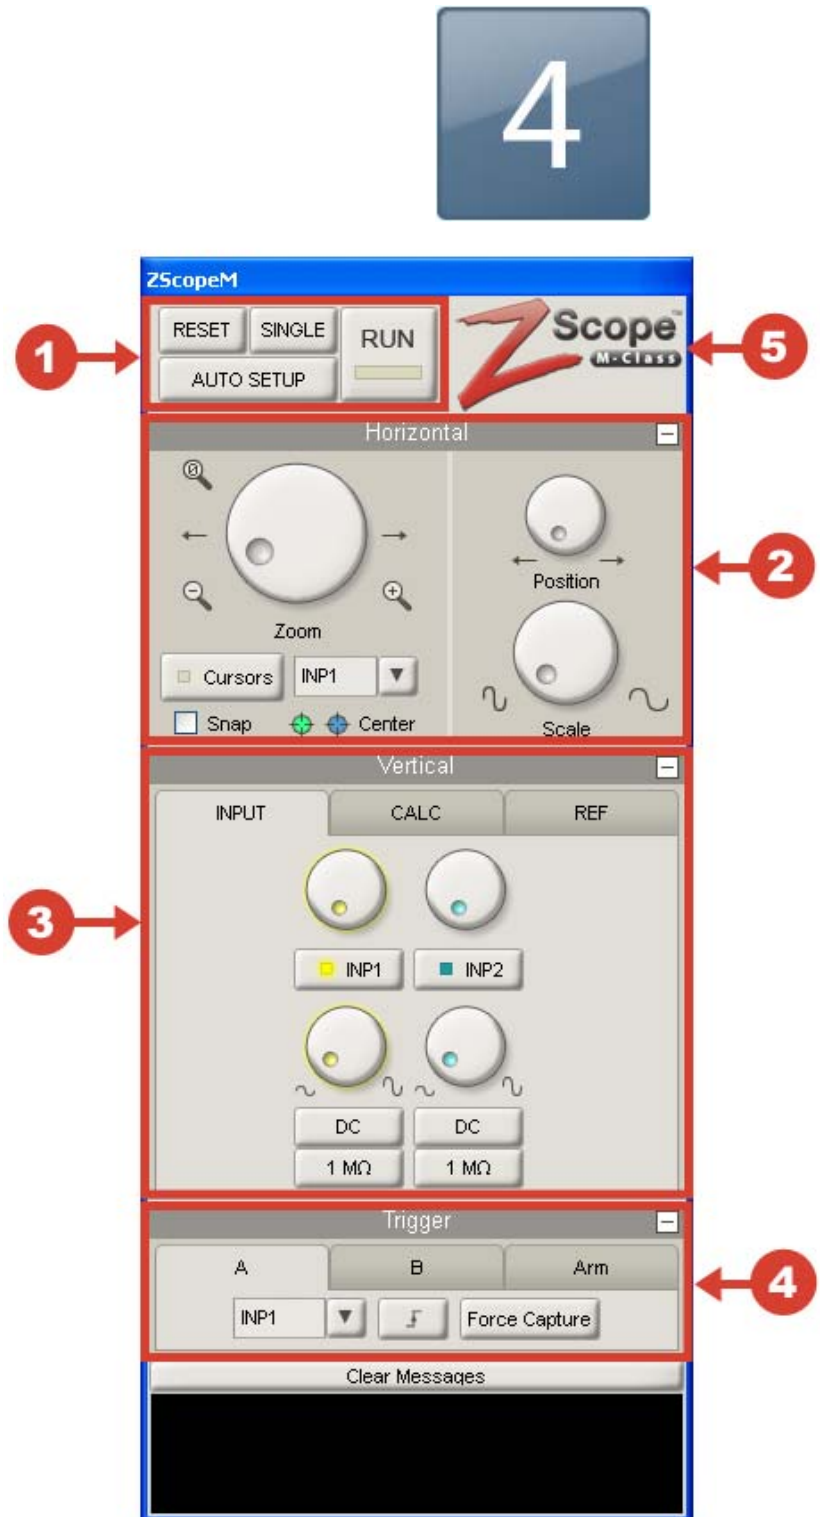 4
ZScopeM
RESET SINGLE RUN
AUTO SETUP
ZScope™
M-Class
1
5
Horizontal
2
Position
Zoom
Cursors INP1
Snap Center
Scale
Vertical
INPUT CALC REF
3
INP1 INP2
DC DC
1 MΩ 1 MΩ
Trigger
A B Arm
4
INP1 Force Capture
Clear Messages